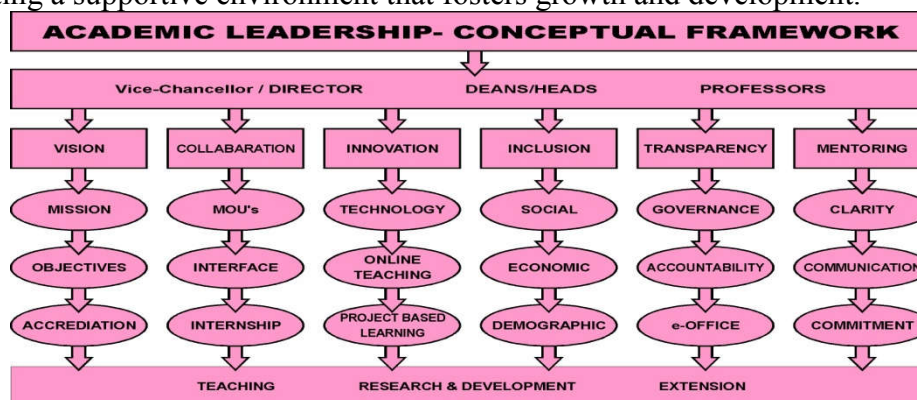 a supportive environment that fosters growth and development.
ACADEMIC LEADERSHIP- CONCEPTUAL FRAMEWORK
Vice-Chancellor / DIRECTOR DEANS/HEADS PROFESSORS
VISION COLLABARATION INNOVATION INCLUSION TRANSPARENCY MENTORING
MISSION MOU's TECHNOLOGY SOCIAL GOVERNANCE CLARITY
OBJECTIVES INTERFACE ONLINE TEACHING ECONOMIC ACCOUNTABILITY COMMUNICATION
ACCREDIATION INTERNSHIP PROJECT BASED LEARNING DEMOGRAPHIC e-OFFICE COMMITMENT
TEACHING RESEARCH & DEVELOPMENT EXTENSION